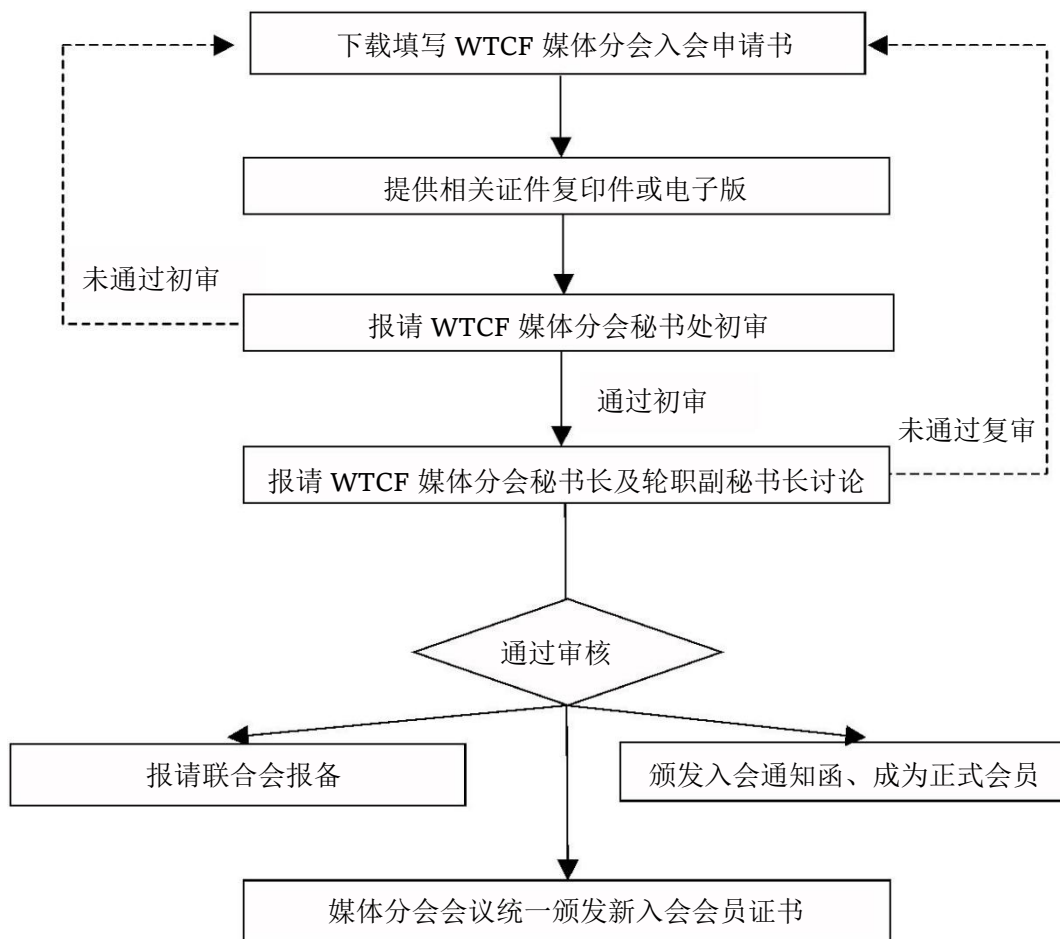 下载填写 WTCF 媒体分会入会申请书
提供相关证件复印件或电子版
未通过初审
报请 WTCF 媒体分会秘书处初审
通过初审
未通过复审
报请 WTCF 媒体分会秘书长及轮职副秘书长讨论
通过审核
报请联合会报备
颁发入会通知函、成为正式会员
媒体分会会议统一颁发新入会会员证书